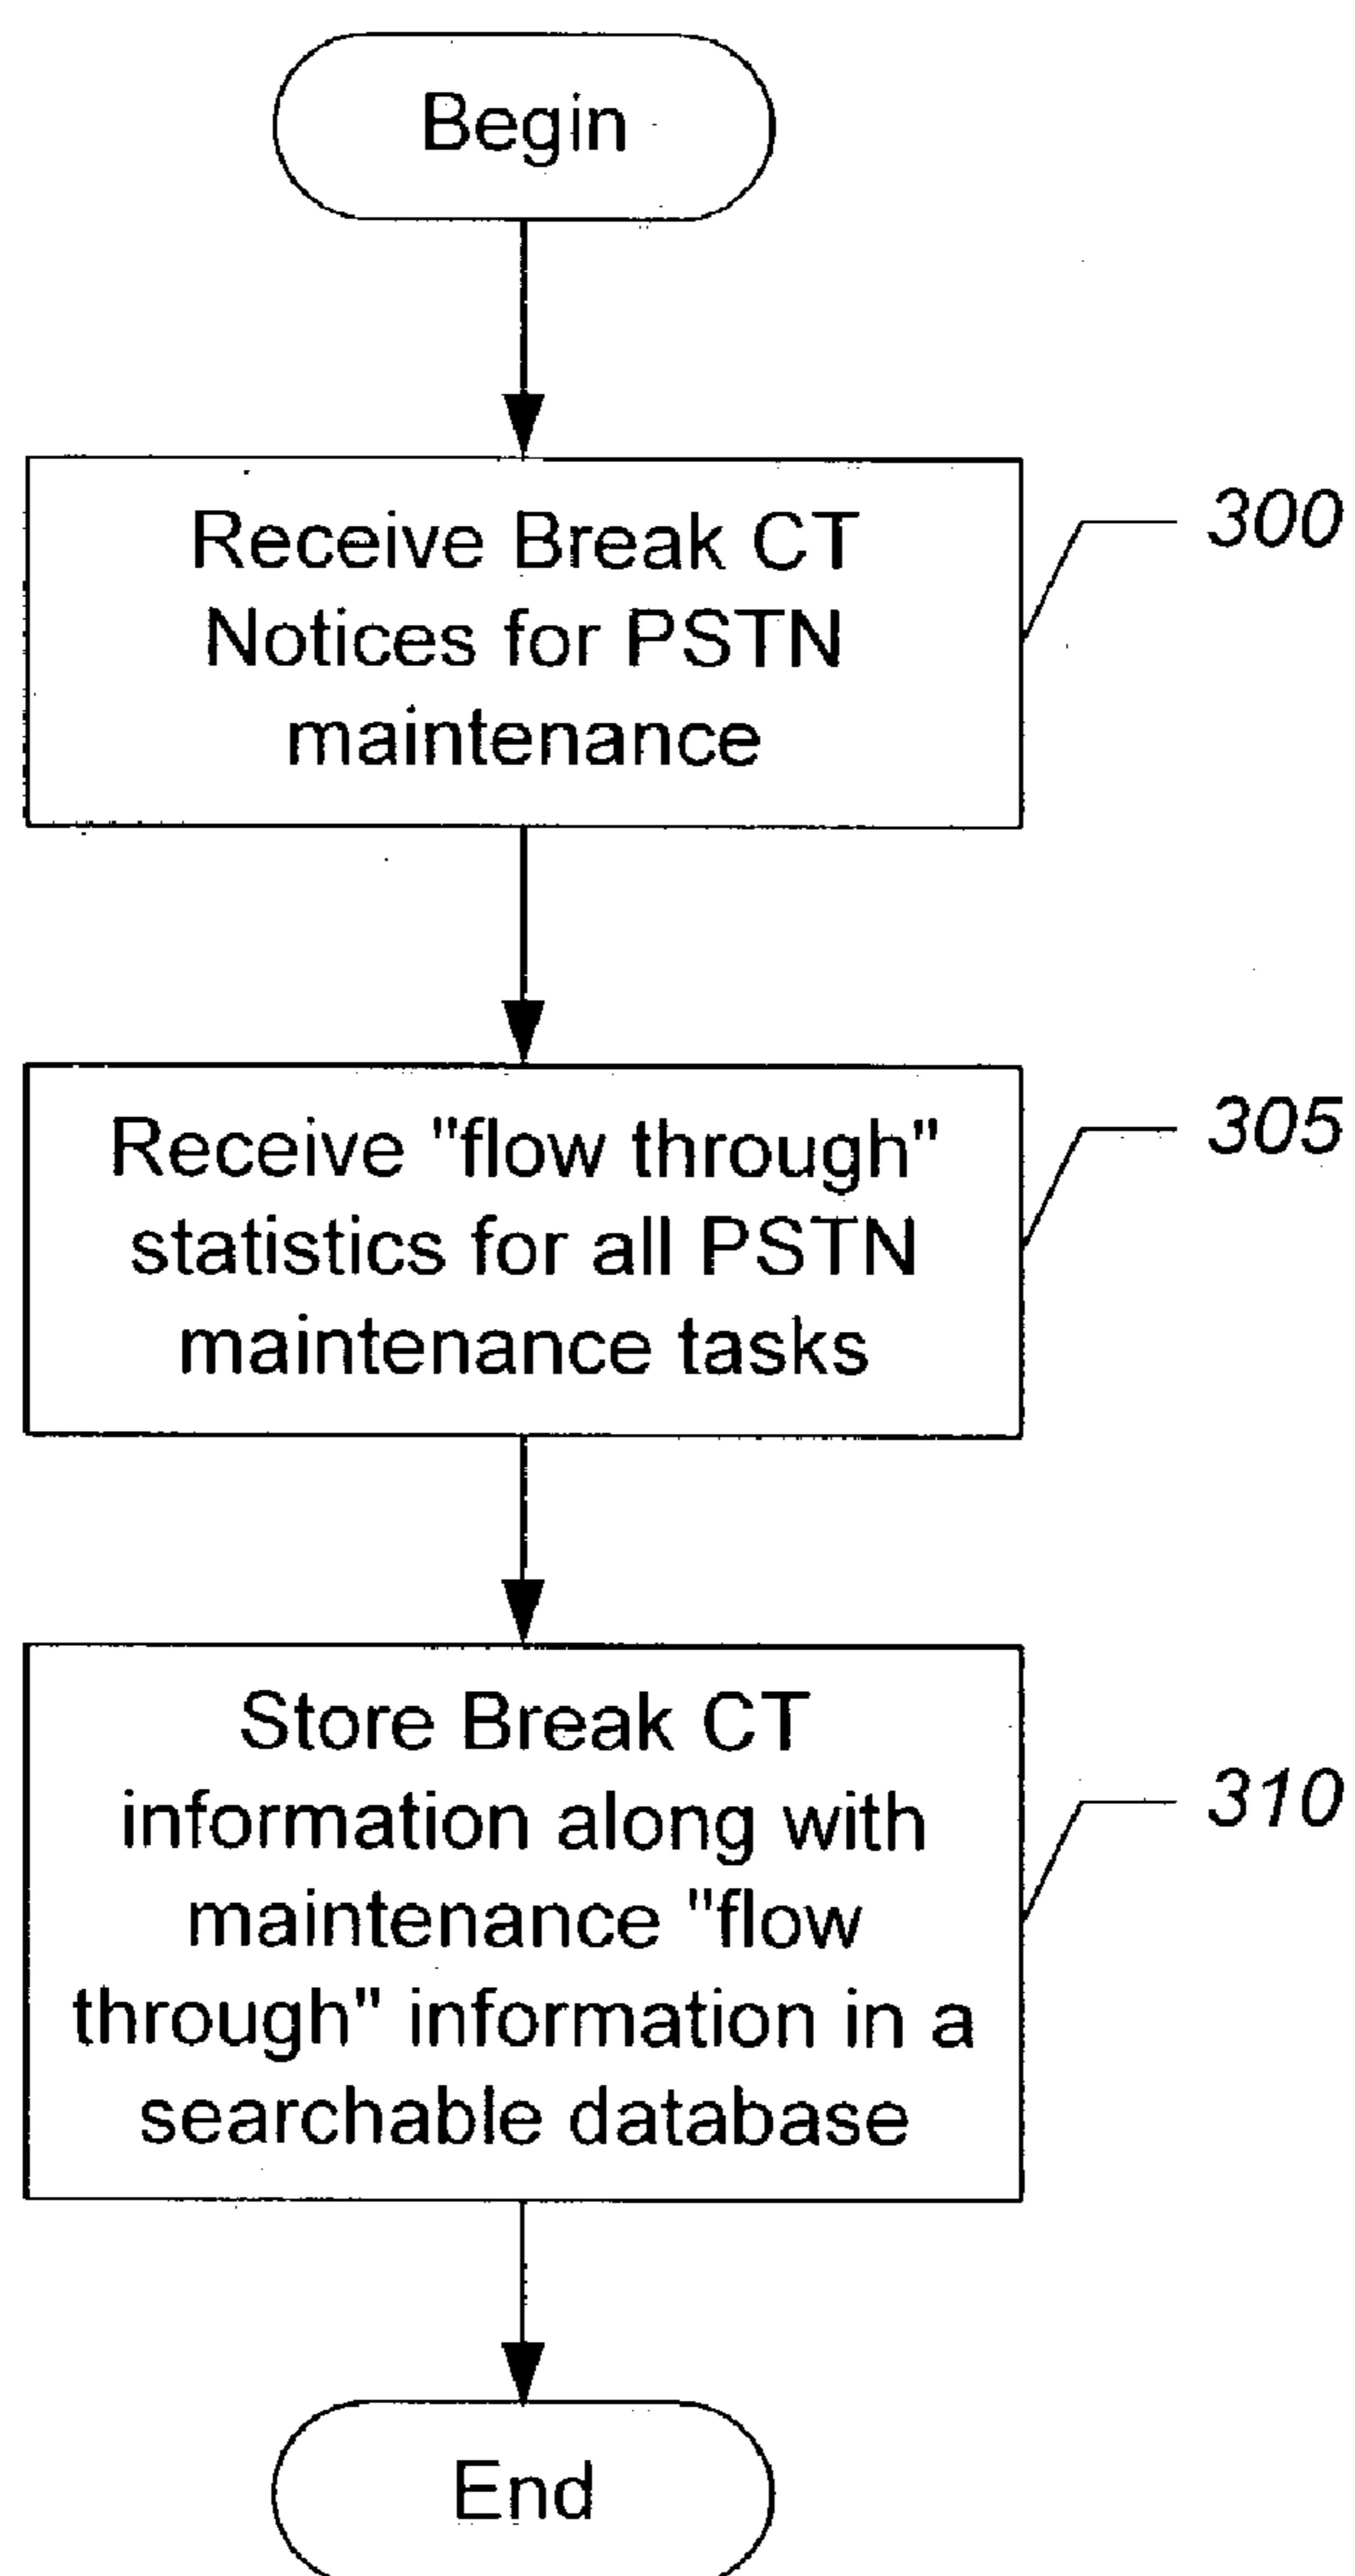 Begin
Receive Break CT
Notices for PSTN
maintenance
300
Receive "flow through"
statistics for all PSTN
maintenance tasks
305
Store Break CT
information along with
maintenance "flow
through" information in a
searchable database
310
End